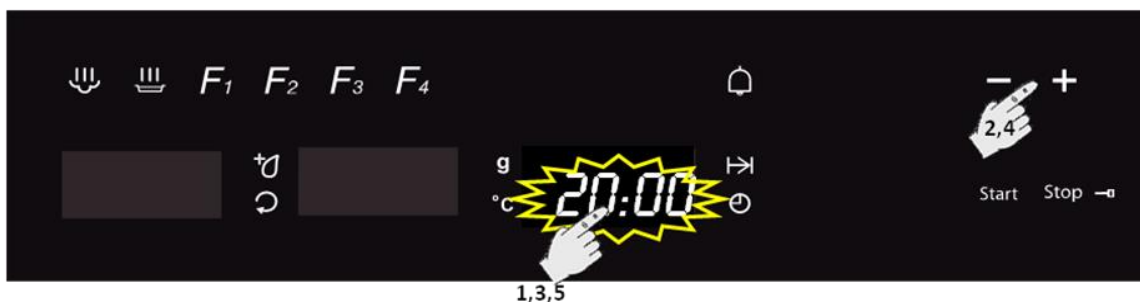 F1 F2 F3 F4
− +
2,4
+
g
20:00
°C
Start Stop
1,3,5